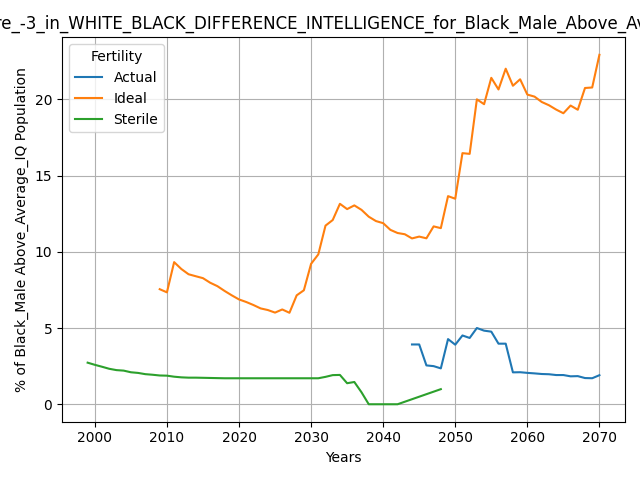 re_-3_in_WHITE_BLACK_DIFFERENCE_INTELLIGENCE_for_Black_Male_Above_Av
Fertility
Actual
Ideal
Sterile
% of Black_Male Above_Average_IQ Population
20
15
10
5
0
2000 2010 2020 2030 2040 2050 2060 2070
Years